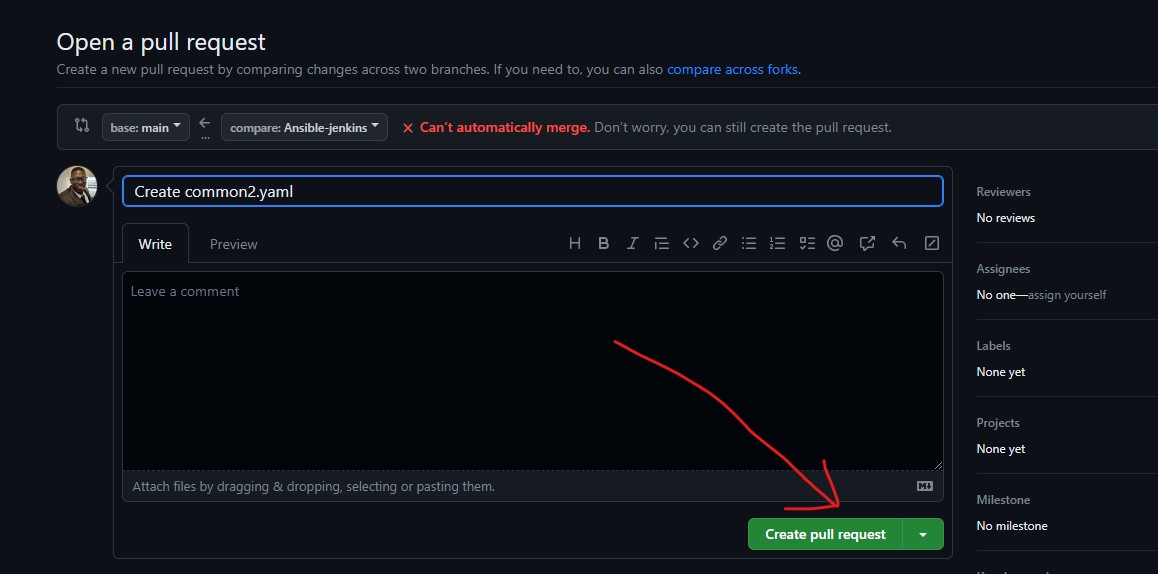 Open a pull request
Create a new pull request by comparing changes across two branches. If you need to, you can also compare across forks.
base: main
...
compare: Ansible-jenkins
Can't automatically merge. Don't worry, you can still create the pull request.
Create common2.yaml
Write Preview
Leave a comment
Attach files by dragging & dropping, selecting or pasting them.
Create pull request
Reviewers
No reviews
Assignees
No one—assign yourself
Labels
None yet
Projects
None yet
Milestone
No milestone